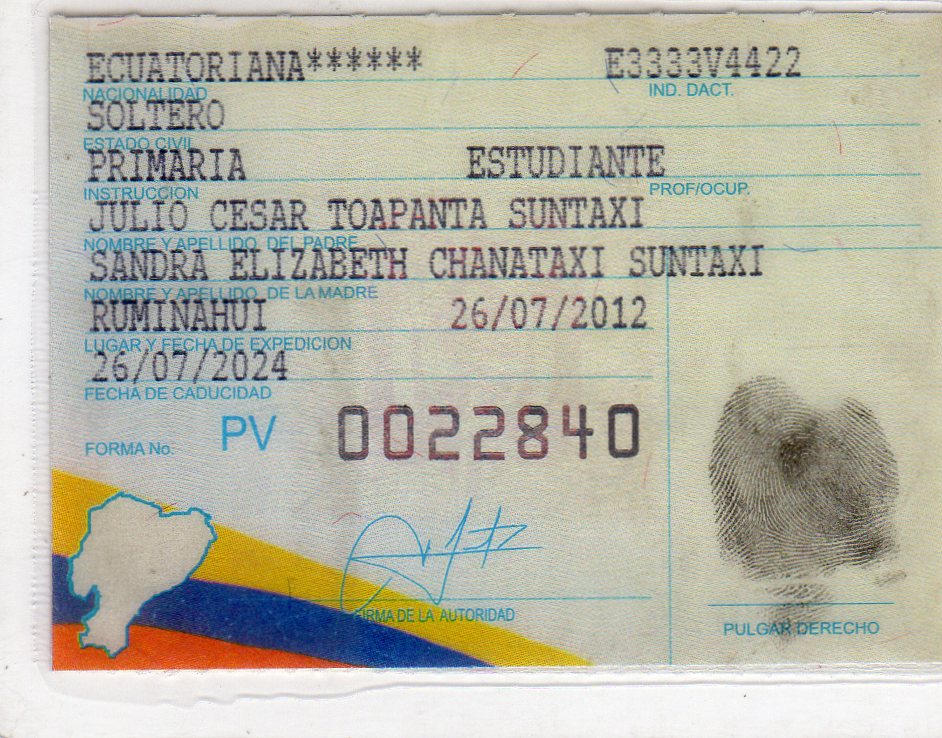 ECUATORIANA****** E3333V4422
NACIONALIDAD IND. DACT.
SOLTERO
ESTADO CIVIL
PRIMARIA ESTUDIANTE
INSTRUCCION PROF/OCUP.
JULIO CESAR TOAPANTA SUNTAXI
NOMBRE Y APELLIDO DEL PADRE
SANDRA ELIZABETH CHANATAXI SUNTAXI
NOMBRE Y APELLIDO DE LA MADRE
RUMINAHUI 26/07/2012
LUGAR Y FECHA DE EXPEDICION
26/07/2024
FECHA DE CADUCIDAD
FORMA No. PV 0022840
FIRMA DE LA AUTORIDAD
PULGAR DERECHO